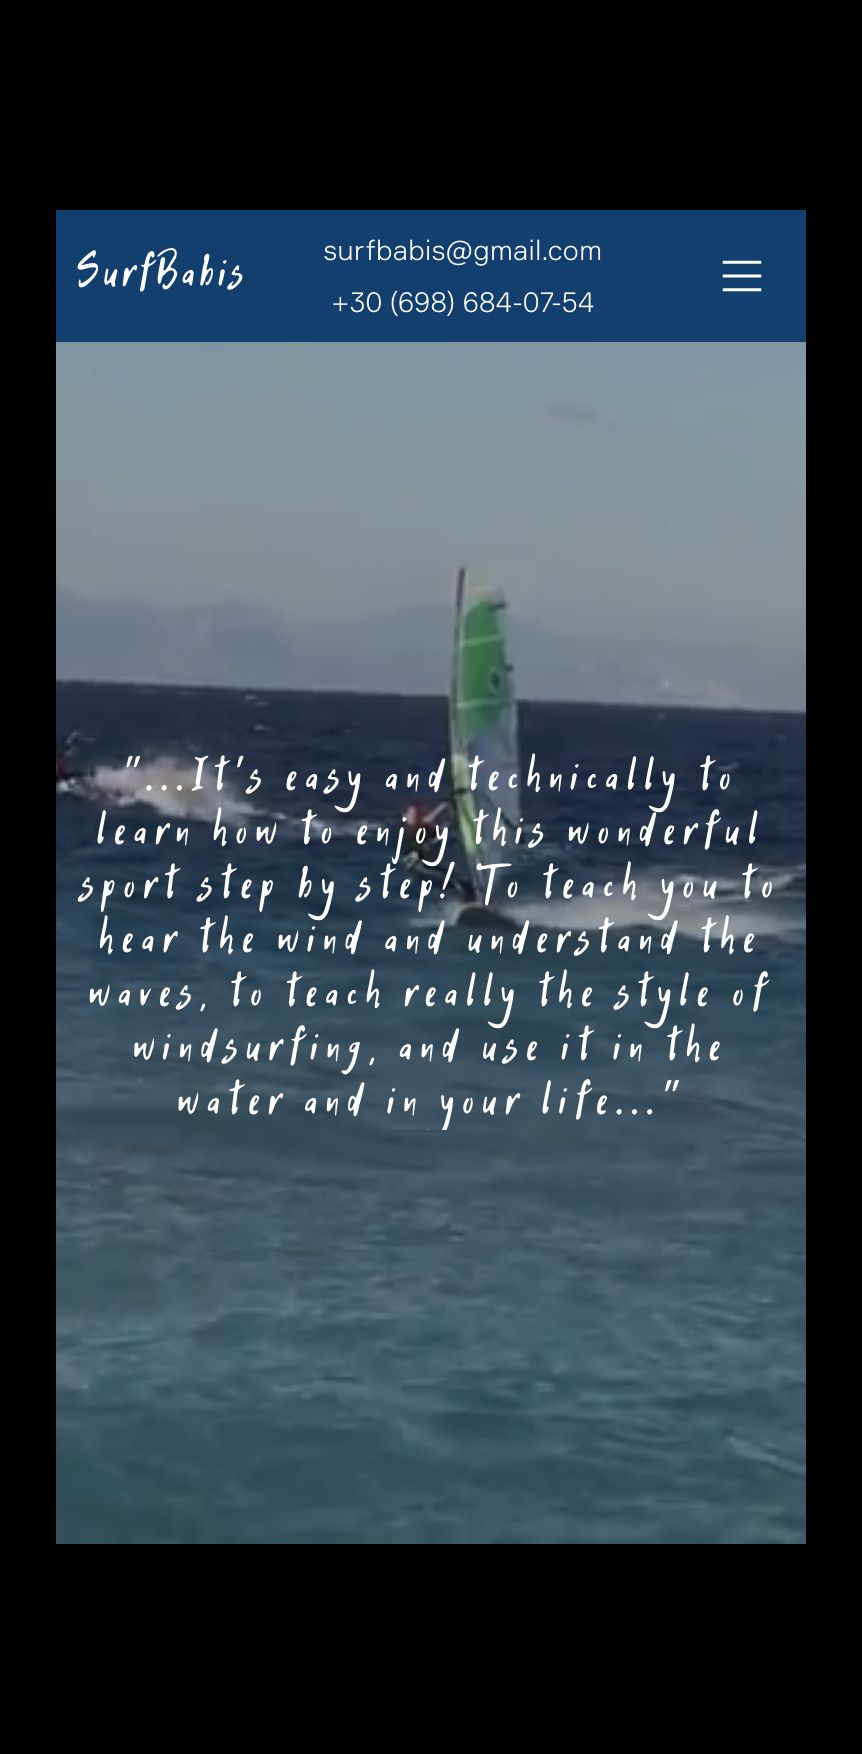 SurfBabis
surfbabis@gmail.com
+30 (698) 684-07-54
"...It's easy and technically to
learn how to enjoy this wonderful
sport step by step! To teach you to
hear the wind and understand the
waves, to teach really the style of
windsurfing, and use it in the
water and in your life..."